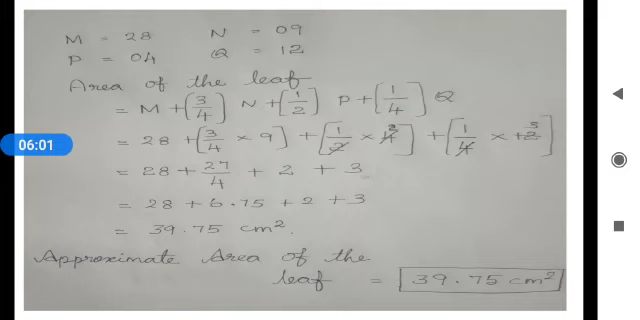 M = 28 N = 09
P = 04 Q = 12
Area of the leaf
= M + (3/4) N + (1/2) P + (1/4) Q
= 28 + [3/4 × 9] + [1/2 × 4 2] + [1/4 × 12 3]
= 28 + 27/4 + 2 + 3
= 28 + 6.75 + 2 + 3
= 39.75 cm².
Approximate Area of the
leaf = 39.75 cm²
06:01